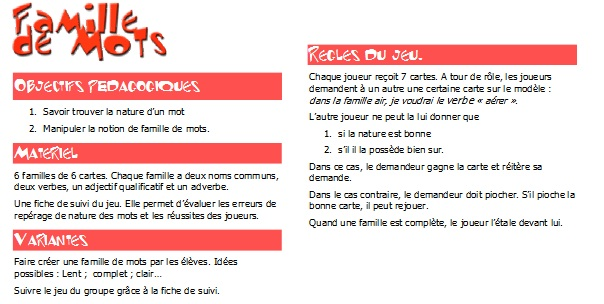 Famille
de Mots
Objectifs pedagogiques
1. Savoir trouver la nature d'un mot
2. Manipuler la notion de famille de mots.
Materiel
6 familles de 6 cartes. Chaque famille a deux noms communs,
deux verbes, un adjectif qualificatif et un adverbe.
Une fiche de suivi du jeu. Elle permet d'évaluer les erreurs de
repérage de nature des mots et les réussites des joueurs.
Variantes
Faire créer une famille de mots par les élèves. Idées
possibles : Lent ; complet ; clair...
Suivre le jeu du groupe grâce à la fiche de suivi.
Regles du jeu.
Chaque joueur reçoit 7 cartes. A tour de rôle, les joueurs
demandent à un autre une certaine carte sur le modèle :
dans la famille air, je voudrai le verbe « aérer ».
L'autre joueur ne peut la lui donner que
1. si la nature est bonne
2. s'il il la possède bien sur.
Dans ce cas, le demandeur gagne la carte et réitère sa
demande.
Dans le cas contraire, le demandeur doit piocher. S'il pioche la
bonne carte, il peut rejouer.
Quand une famille est complète, le joueur l'étale devant lui.